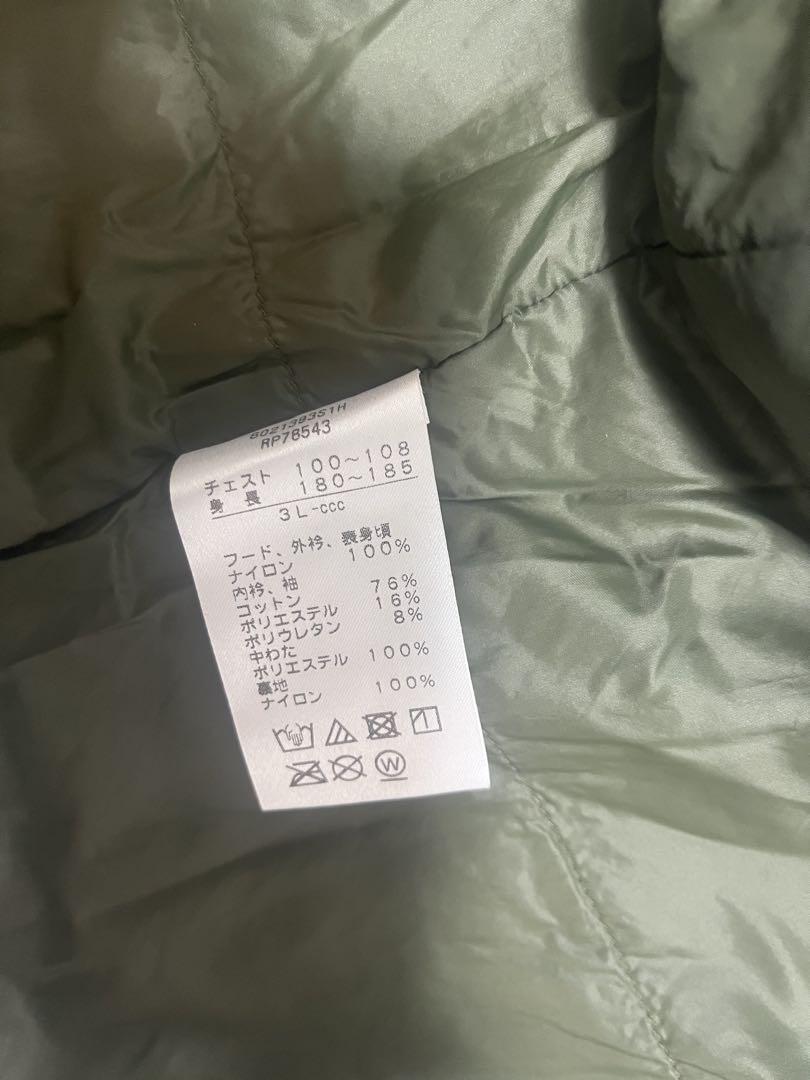 RP78543
チェスト 100～108
身長 180～185
3L-ccc
フード、外衿、表身頃
ナイロン 100%
内衿、袖
コットン 76%
ポリエステル 16%
ポリウレタン 8%
中わた
ポリエステル 100%
裏地
ナイロン 100%
W